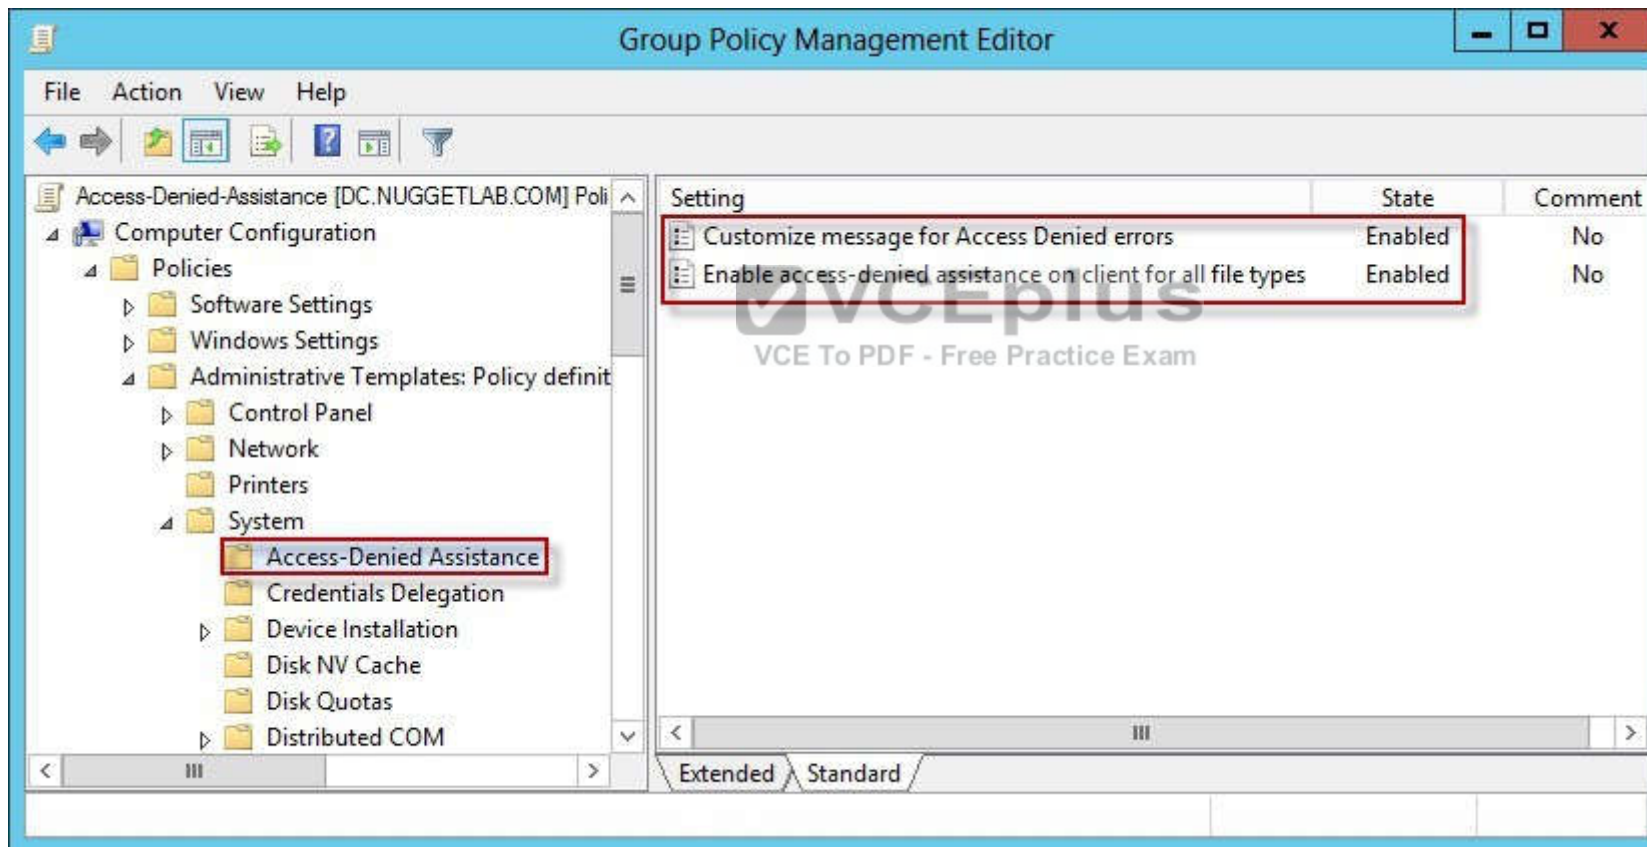 Group Policy Management Editor
File Action View Help
Access-Denied-Assistance [DC.NUGGETLAB.COM] Poli
Computer Configuration
Policies
Software Settings
Windows Settings
Administrative Templates: Policy definit
Control Panel
Network
Printers
System
Access-Denied Assistance
Credentials Delegation
Device Installation
Disk NV Cache
Disk Quotas
Distributed COM
Setting State Comment
Customize message for Access Denied errors Enabled No
Enable access-denied assistance on client for all file types Enabled No
VCEplus
VCE To PDF - Free Practice Exam
Extended Standard